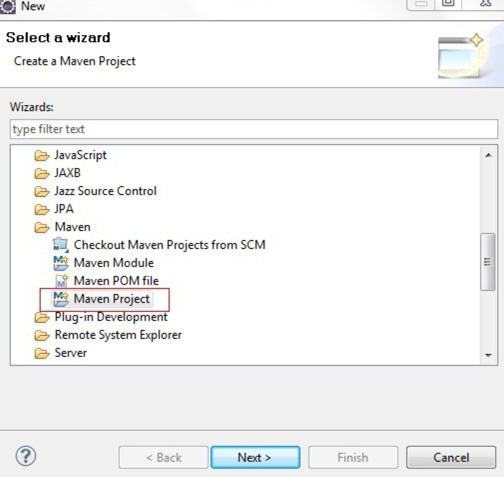 New
Select a wizard
Create a Maven Project
Wizards:
type filter text
JavaScript
JAXB
Jazz Source Control
JPA
Maven
Checkout Maven Projects from SCM
Maven Module
Maven POM file
Maven Project
Plug-in Development
Remote System Explorer
Server
? < Back Next > Finish Cancel